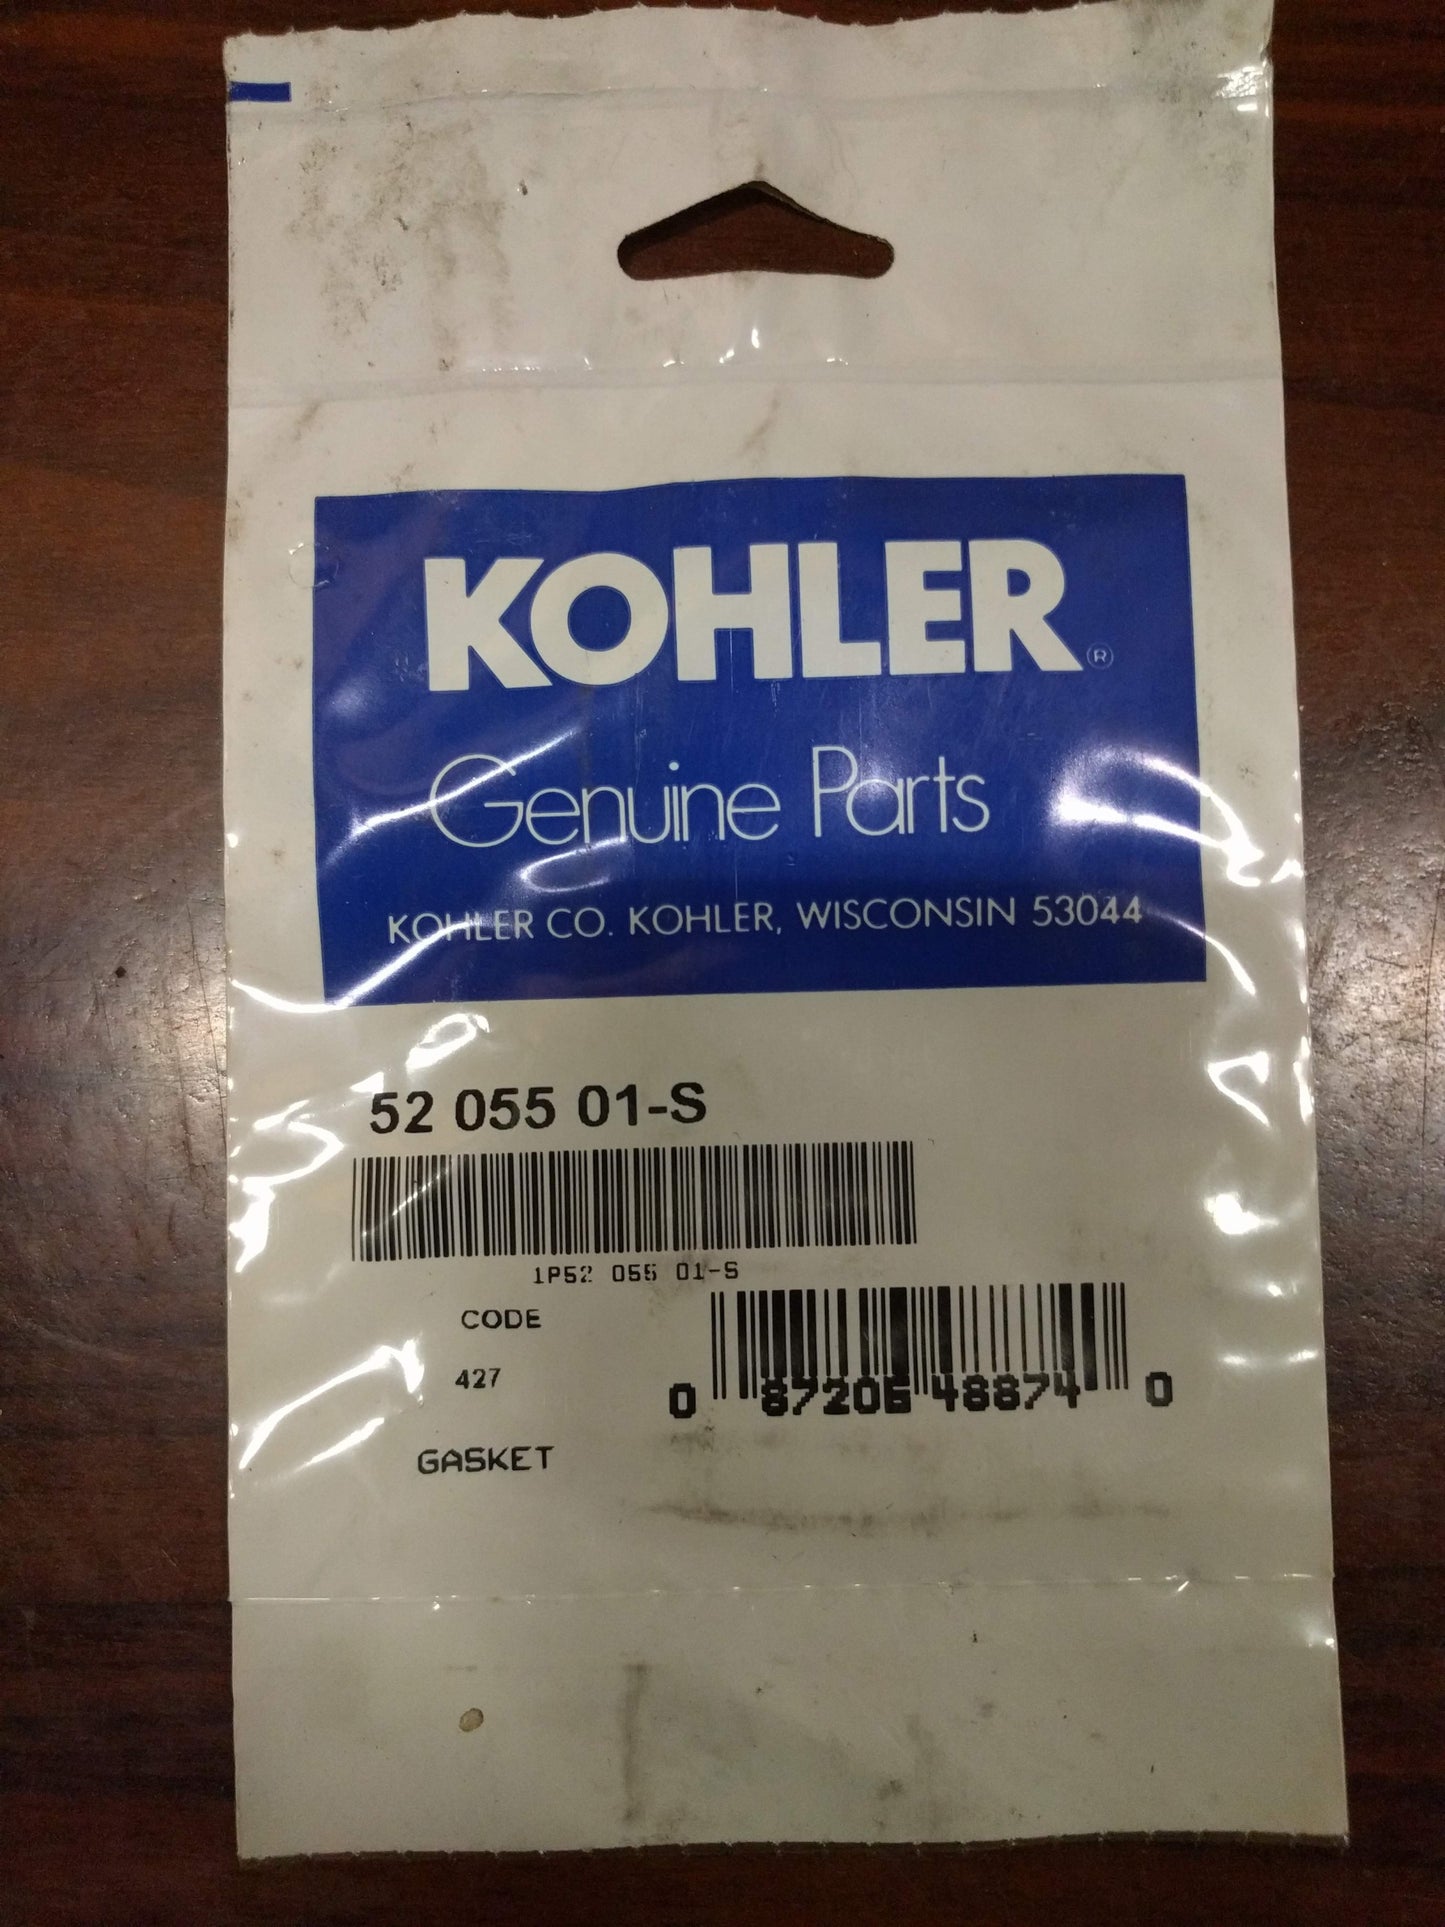 KOHLER®
Genuine Parts
KOHLER CO. KOHLER, WISCONSIN 53044
52 055 01-S
1P52 055 01-S
CODE
427
0 87206 48874 0
GASKET